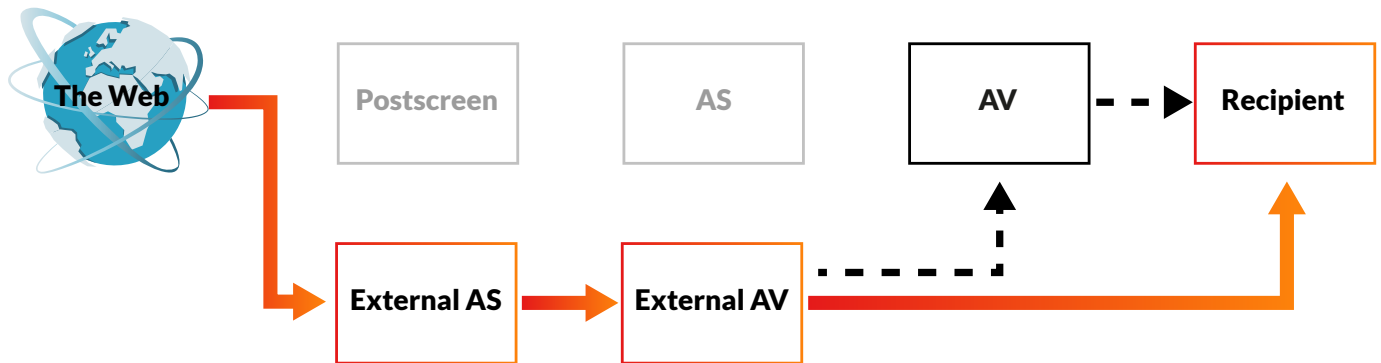 The Web
Postscreen
AS
AV
Recipient
External AS
External AV